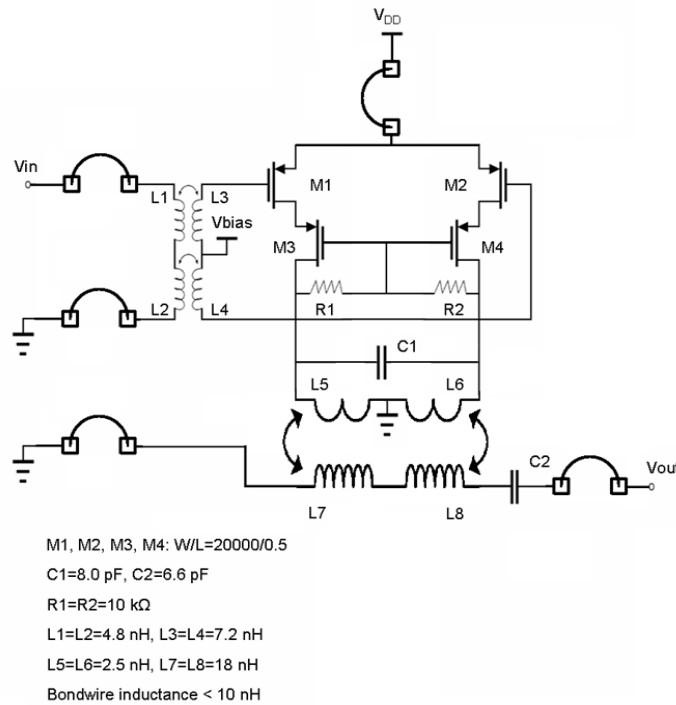 VDD
Vin
L1
L3
M1
M2
Vbias
M3
M4
L2
L4
R1
R2
C1
L5
L6
C2
Vout
L7
L8
M1, M2, M3, M4: W/L=20000/0.5
C1=8.0 pF, C2=6.6 pF
R1=R2=10 kΩ
L1=L2=4.8 nH, L3=L4=7.2 nH
L5=L6=2.5 nH, L7=L8=18 nH
Bondwire inductance < 10 nH